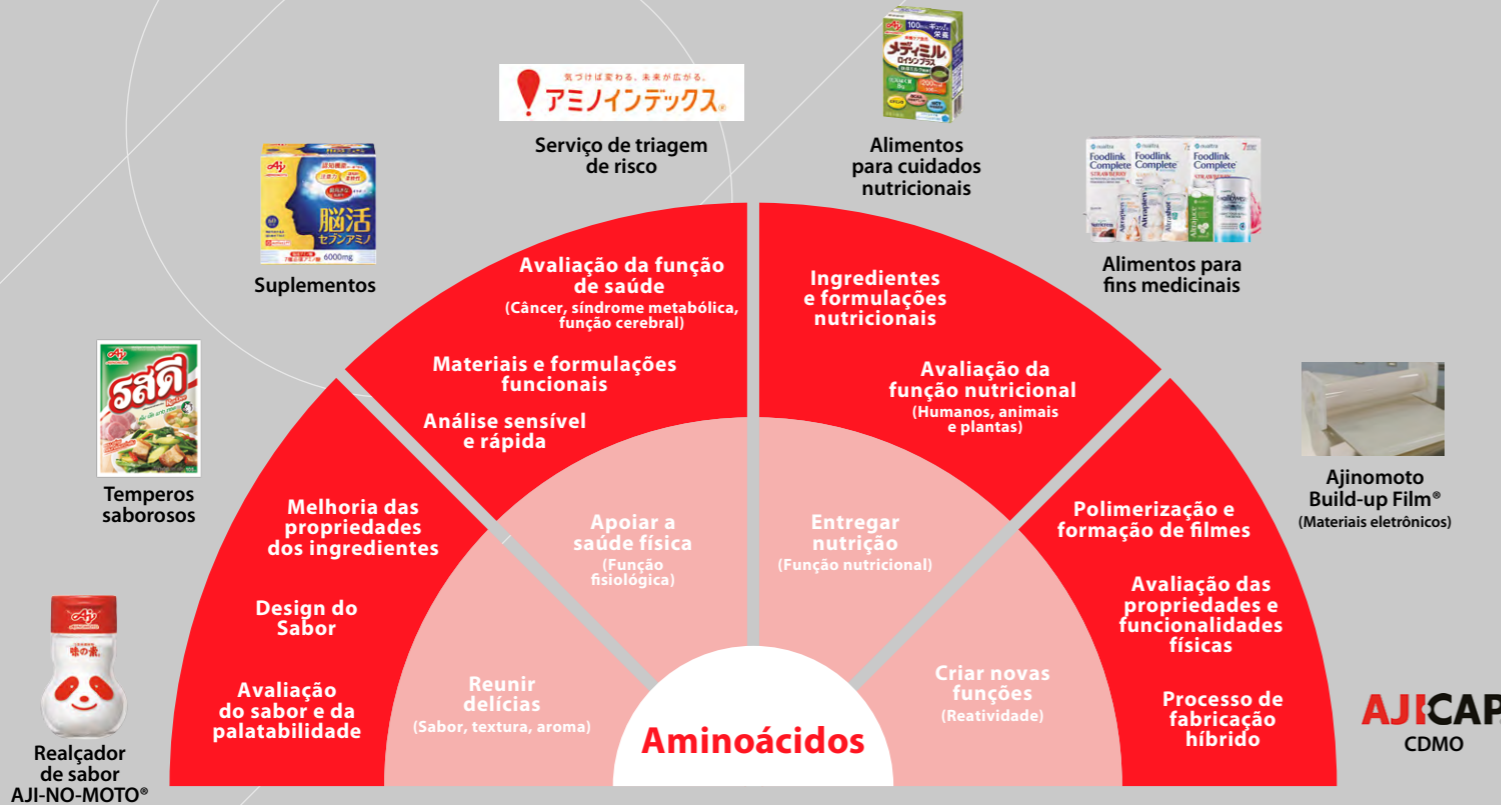 気づけば変わる、未来が広がる。
アミノインデックス®
Serviço de triagem
de risco
100ml
栄養
メディミル®
ロイシンプラス
Alimentos
para cuidados
nutricionais
脳活
セブンアミノ
6000mg
Suplementos
Foodlink
Complete
Foodlink
Complete
Foodlink
Complete
Alimentos para
fins medicinais
รสดี
Temperos
saborosos
Ajinomoto
Build-up Film®
(Materiais eletrônicos)
Aji
味の素®
Realçador
de sabor
AJI-NO-MOTO®
AJICAP
CDMO
Avaliação da função
de saúde
(Câncer, síndrome metabólica,
função cerebral)
Materiais e formulações
funcionais
Análise sensível
e rápida
Ingredientes
e formulações
nutricionais
Avaliação da
função nutricional
(Humanos, animais
e plantas)
Melhoria das
propriedades
dos ingredientes
Design do
Sabor
Avaliação
do sabor e da
palatabilidade
Polimerização e
formação de filmes
Avaliação das
propriedades e
funcionalidades
físicas
Processo de
fabricação
híbrido
Apoiar a
saúde física
(Função
fisiológica)
Entregar
nutrição
(Função nutricional)
Reunir
delícias
(Sabor, textura, aroma)
Criar novas
funções
(Reatividade)
Aminoácidos